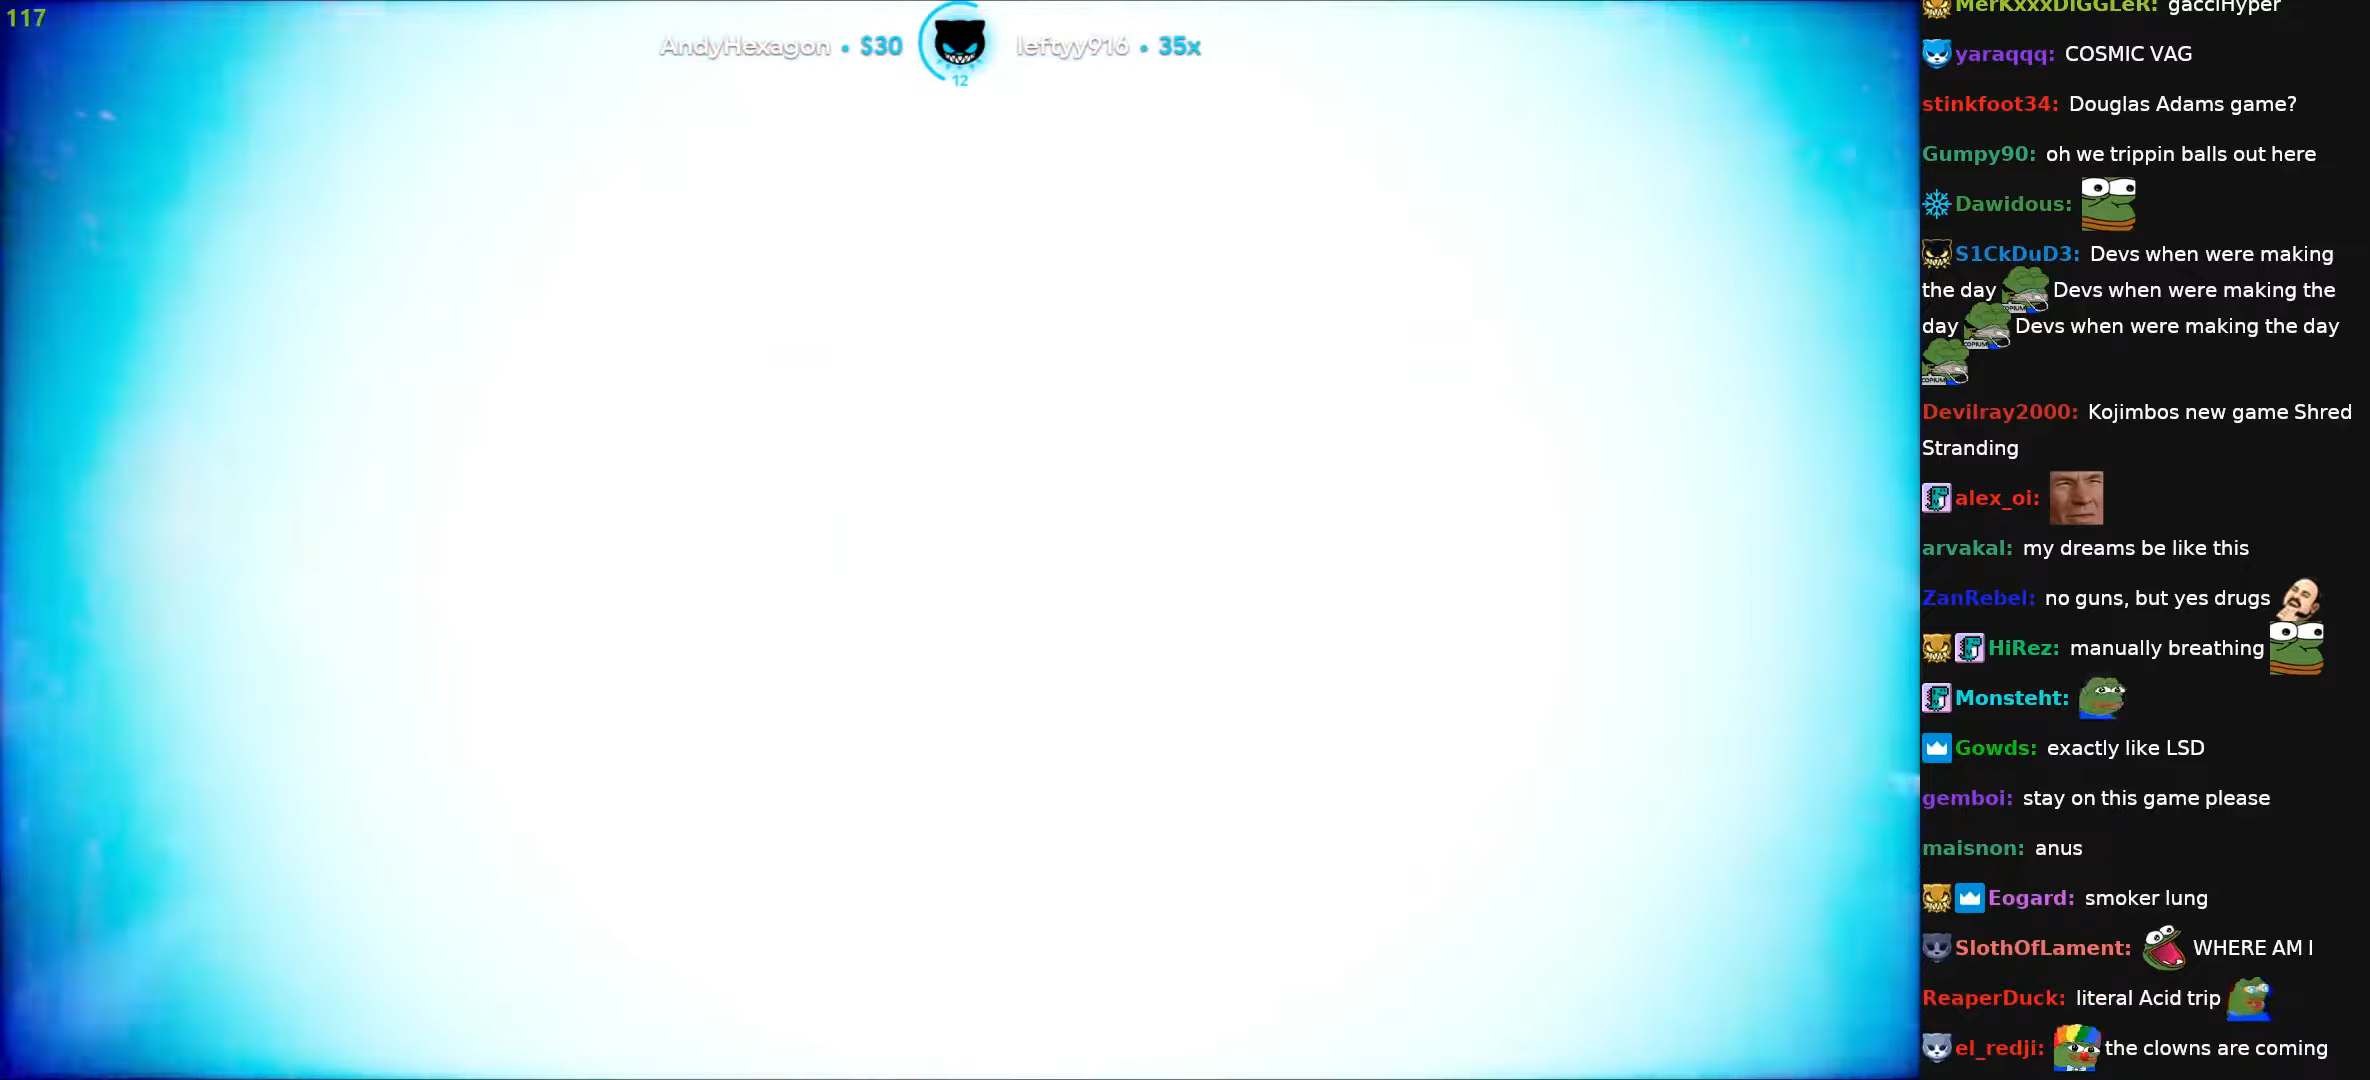 117
AndyHexagon • $30
12
leftyy916 • 35x
MerKxxxDiGGLeR: gacciHyper
yaraqqq: COSMIC VAG
stinkfoot34: Douglas Adams game?
Gumpy90: oh we trippin balls out here
Dawidous:
S1CkDuD3: Devs when were making
the day Devs when were making the
day Devs when were making the day
COPIUM
COPIUM
COPIUM
Devilray2000: Kojimbos new game Shred
Stranding
alex_oi:
arvakal: my dreams be like this
ZanRebel: no guns, but yes drugs
HiRez: manually breathing
Monsteht:
Gowds: exactly like LSD
gemboi: stay on this game please
maisnon: anus
Eogard: smoker lung
SlothOfLament: WHERE AM I
ReaperDuck: literal Acid trip
el_redji: the clowns are coming